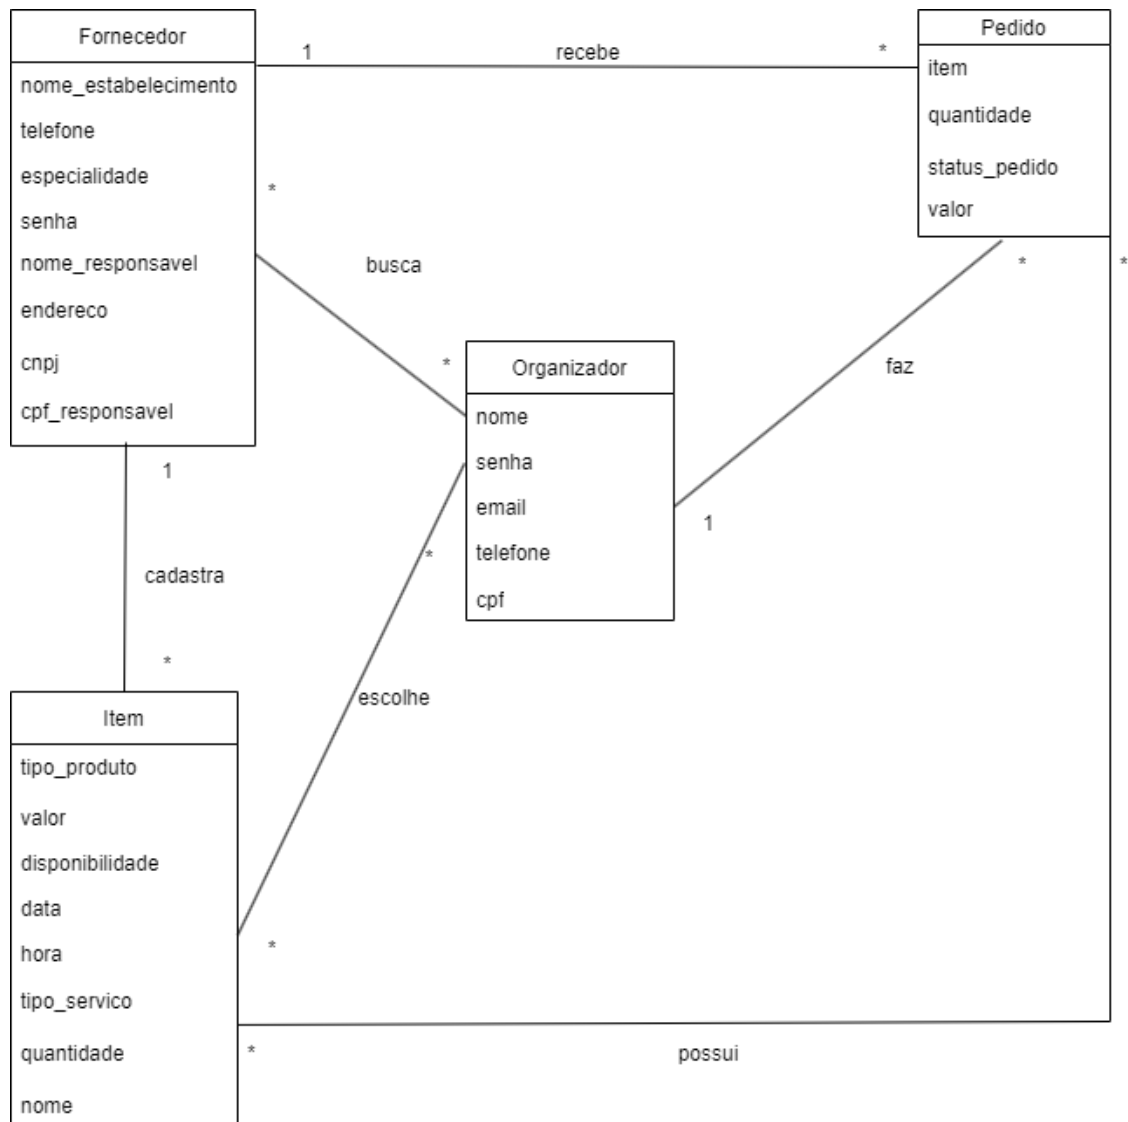 Fornecedor
nome_estabelecimento
telefone
especialidade
senha
nome_responsavel
endereco
cnpj
cpf_responsavel
1
recebe
*
Pedido
item
quantidade
status_pedido
valor
*
busca
*
*
*
faz
1
Organizador
nome
senha
email
telefone
cpf
1
cadastra
*
*
escolhe
*
Item
tipo_produto
valor
disponibilidade
data
hora
tipo_servico
quantidade
nome
*
possui